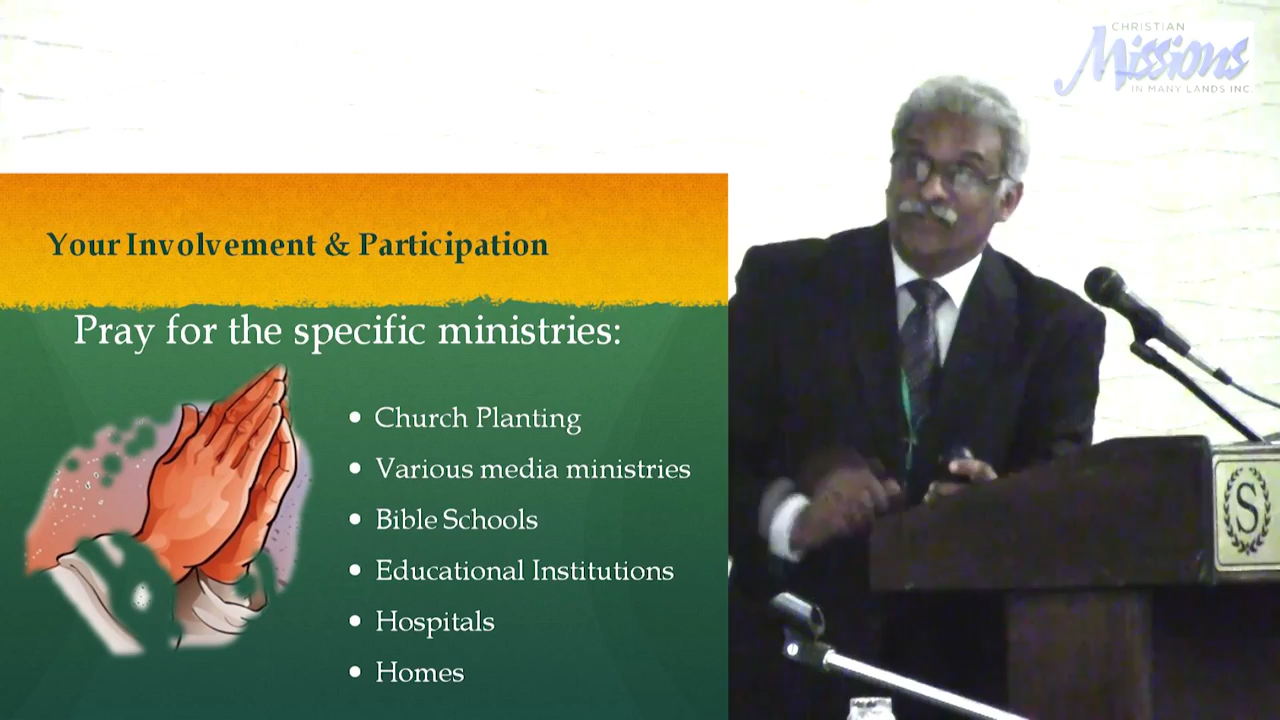 CHRISTIAN
Missions
IN MANY LANDS INC.
Your Involvement & Participation
Pray for the specific ministries:
• Church Planting
• Various media ministries
• Bible Schools
• Educational Institutions
• Hospitals
• Homes
S